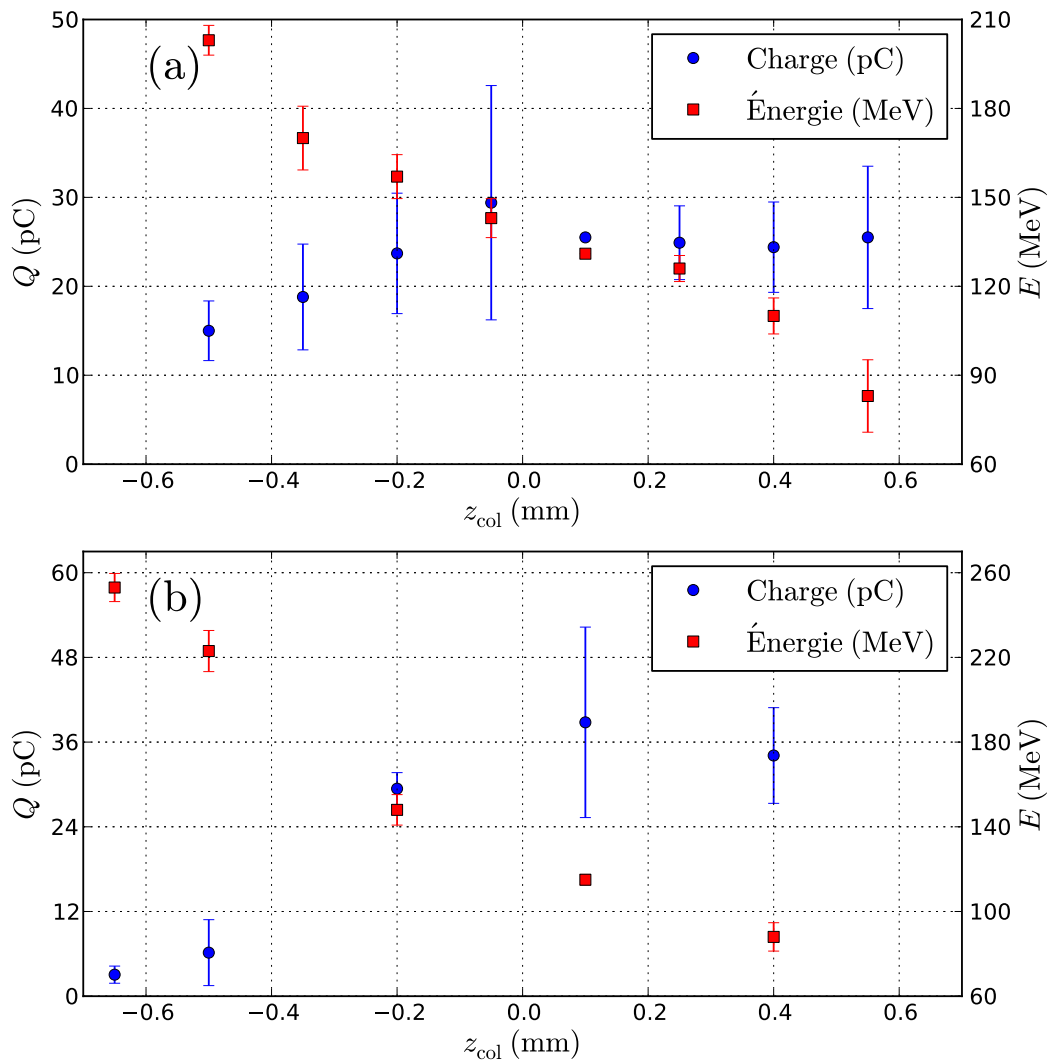 50
40
30
20
10
0
Q (pC)
(a)
Charge (pC)
Énergie (MeV)
210
180
150
120
90
60
E (MeV)
−0.6 −0.4 −0.2 0.0 0.2 0.4 0.6
z_col (mm)
60
48
36
24
12
0
Q (pC)
(b)
Charge (pC)
Énergie (MeV)
260
220
180
140
100
60
E (MeV)
−0.6 −0.4 −0.2 0.0 0.2 0.4 0.6
z_col (mm)